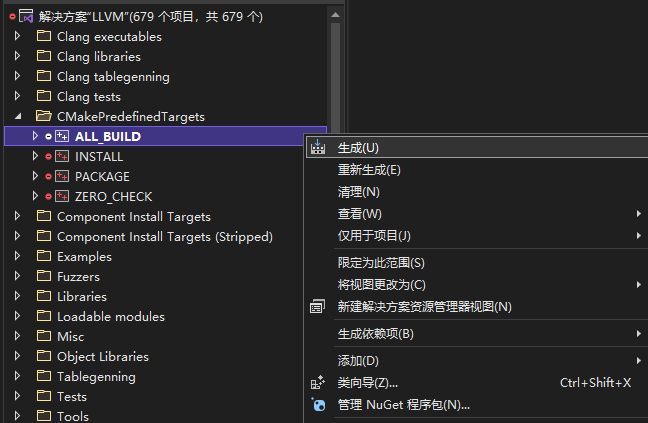 解决方案"LLVM"(679 个项目，共 679 个)
Clang executables
Clang libraries
Clang tablegenning
Clang tests
CMakePredefinedTargets
ALL_BUILD
INSTALL
PACKAGE
ZERO_CHECK
Component Install Targets
Component Install Targets (Stripped)
Examples
Fuzzers
Libraries
Loadable modules
Misc
Object Libraries
Tablegenning
Tests
Tools
生成(U)
重新生成(E)
清理(N)
查看(W)
仅用于项目(J)
限定为此范围(S)
将视图更改为(C)
新建解决方案资源管理器视图(N)
生成依赖项(B)
添加(D)
类向导(Z)... Ctrl+Shift+X
管理 NuGet 程序包(N)...